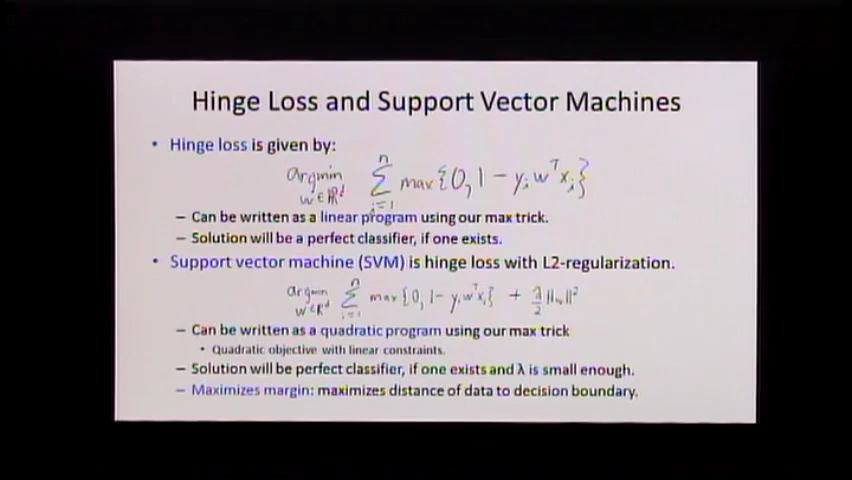 Hinge Loss and Support Vector Machines
• Hinge loss is given by:
argmin w∈ℝᵈ Σ_{i=1}^{n} max{0, 1 − yᵢwᵀxᵢ}
– Can be written as a linear program using our max trick.
– Solution will be a perfect classifier, if one exists.
• Support vector machine (SVM) is hinge loss with L2-regularization.
argmin w∈ℝᵈ Σ_{i=1}^{n} max{0, 1 − yᵢwᵀxᵢ} + λ/2 ‖w‖²
– Can be written as a quadratic program using our max trick
• Quadratic objective with linear constraints.
– Solution will be perfect classifier, if one exists and λ is small enough.
– Maximizes margin: maximizes distance of data to decision boundary.